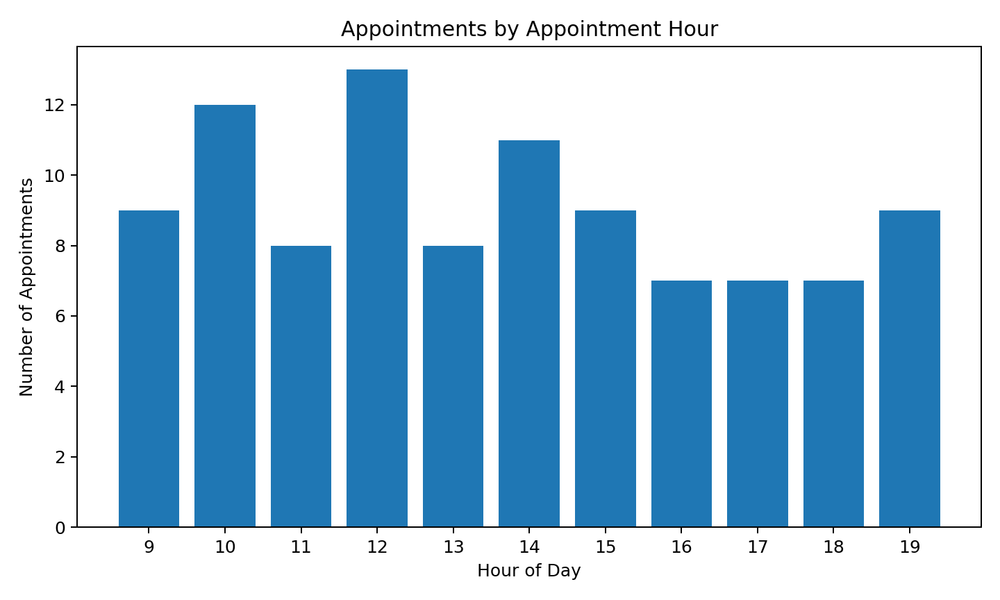 Appointments by Appointment Hour
Number of Appointments
12
10
8
6
4
2
0
9 10 11 12 13 14 15 16 17 18 19
Hour of Day